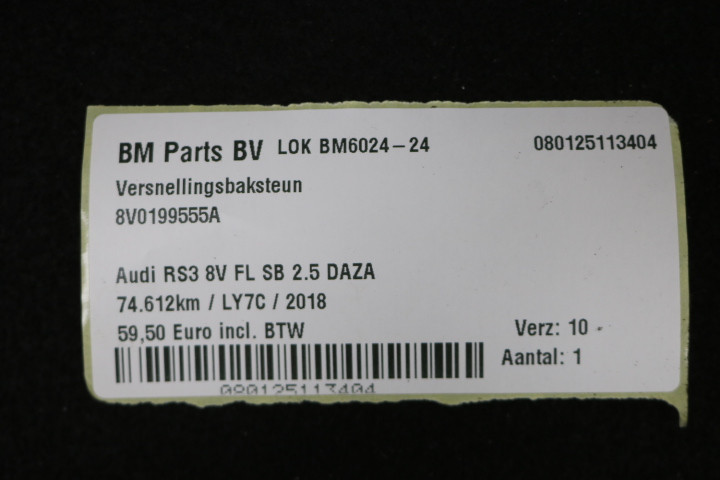 BM Parts BV LOK BM6024-24 080125113404
Versnellingsbaksteun
8V0199555A
Audi RS3 8V FL SB 2.5 DAZA
74.612km / LY7C / 2018
59,50 Euro incl. BTW
Verz: 10
Aantal: 1
080125113404